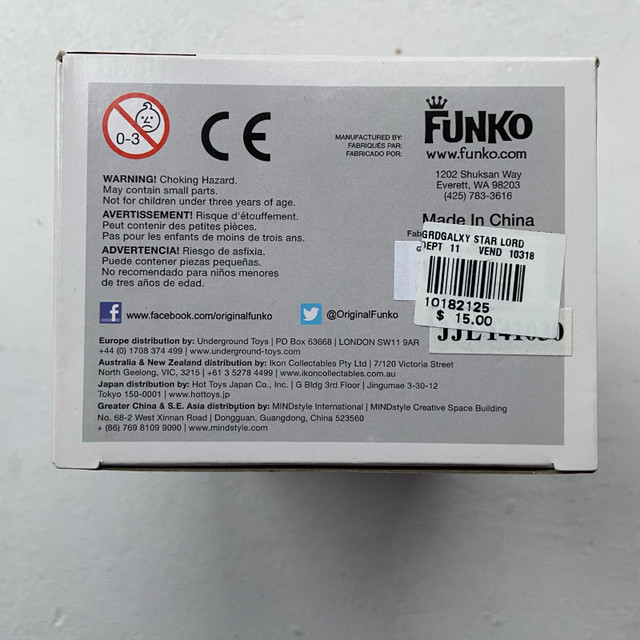 0-3
CE
MANUFACTURED BY:
FABRIQUÉS PAR:
FABRICADO POR:
FUNKO
www.funko.com
1202 Shuksan Way
Everett, WA 98203
(425) 783-3616
Made In China
WARNING! Choking Hazard.
May contain small parts.
Not for children under three years of age.
AVERTISSEMENT! Risque d'étouffement.
Peut contenir des petites pièces.
Pas pour les enfants de moins de trois ans.
ADVERTENCIA! Riesgo de asfixia.
Puede contener piezas pequeñas.
No recomendado para niños menores
de tres años de edad.
GRDGALXY STAR LORD
DEPT 11 VEND 10318
10182125
$ 15.00
www.facebook.com/originalfunko
@OriginalFunko
Europe distribution by: Underground Toys | PO Box 63668 | LONDON SW11 9AR
+44 (0) 1708 374 499 | www.underground-toys.com
Australia & New Zealand distribution by: Ikon Collectables Pty Ltd | 7/120 Victoria Street
North Geelong, VIC, 3215 | +61 3 5278 4499 | www.ikoncollectables.com.au
Japan distribution by: Hot Toys Japan Co., Inc. | G Bldg 3rd Floor | Jingumae 3-30-12
Tokyo 150-0001 | www.hottoys.jp
Greater China & S.E. Asia distribution by: MINDstyle International | MINDstyle Creative Space Building
No. 68-2 West Xinnan Road | Dongguan, Guangdong, China 523560
+ (86) 769 8109 9090 | www.mindstyle.com